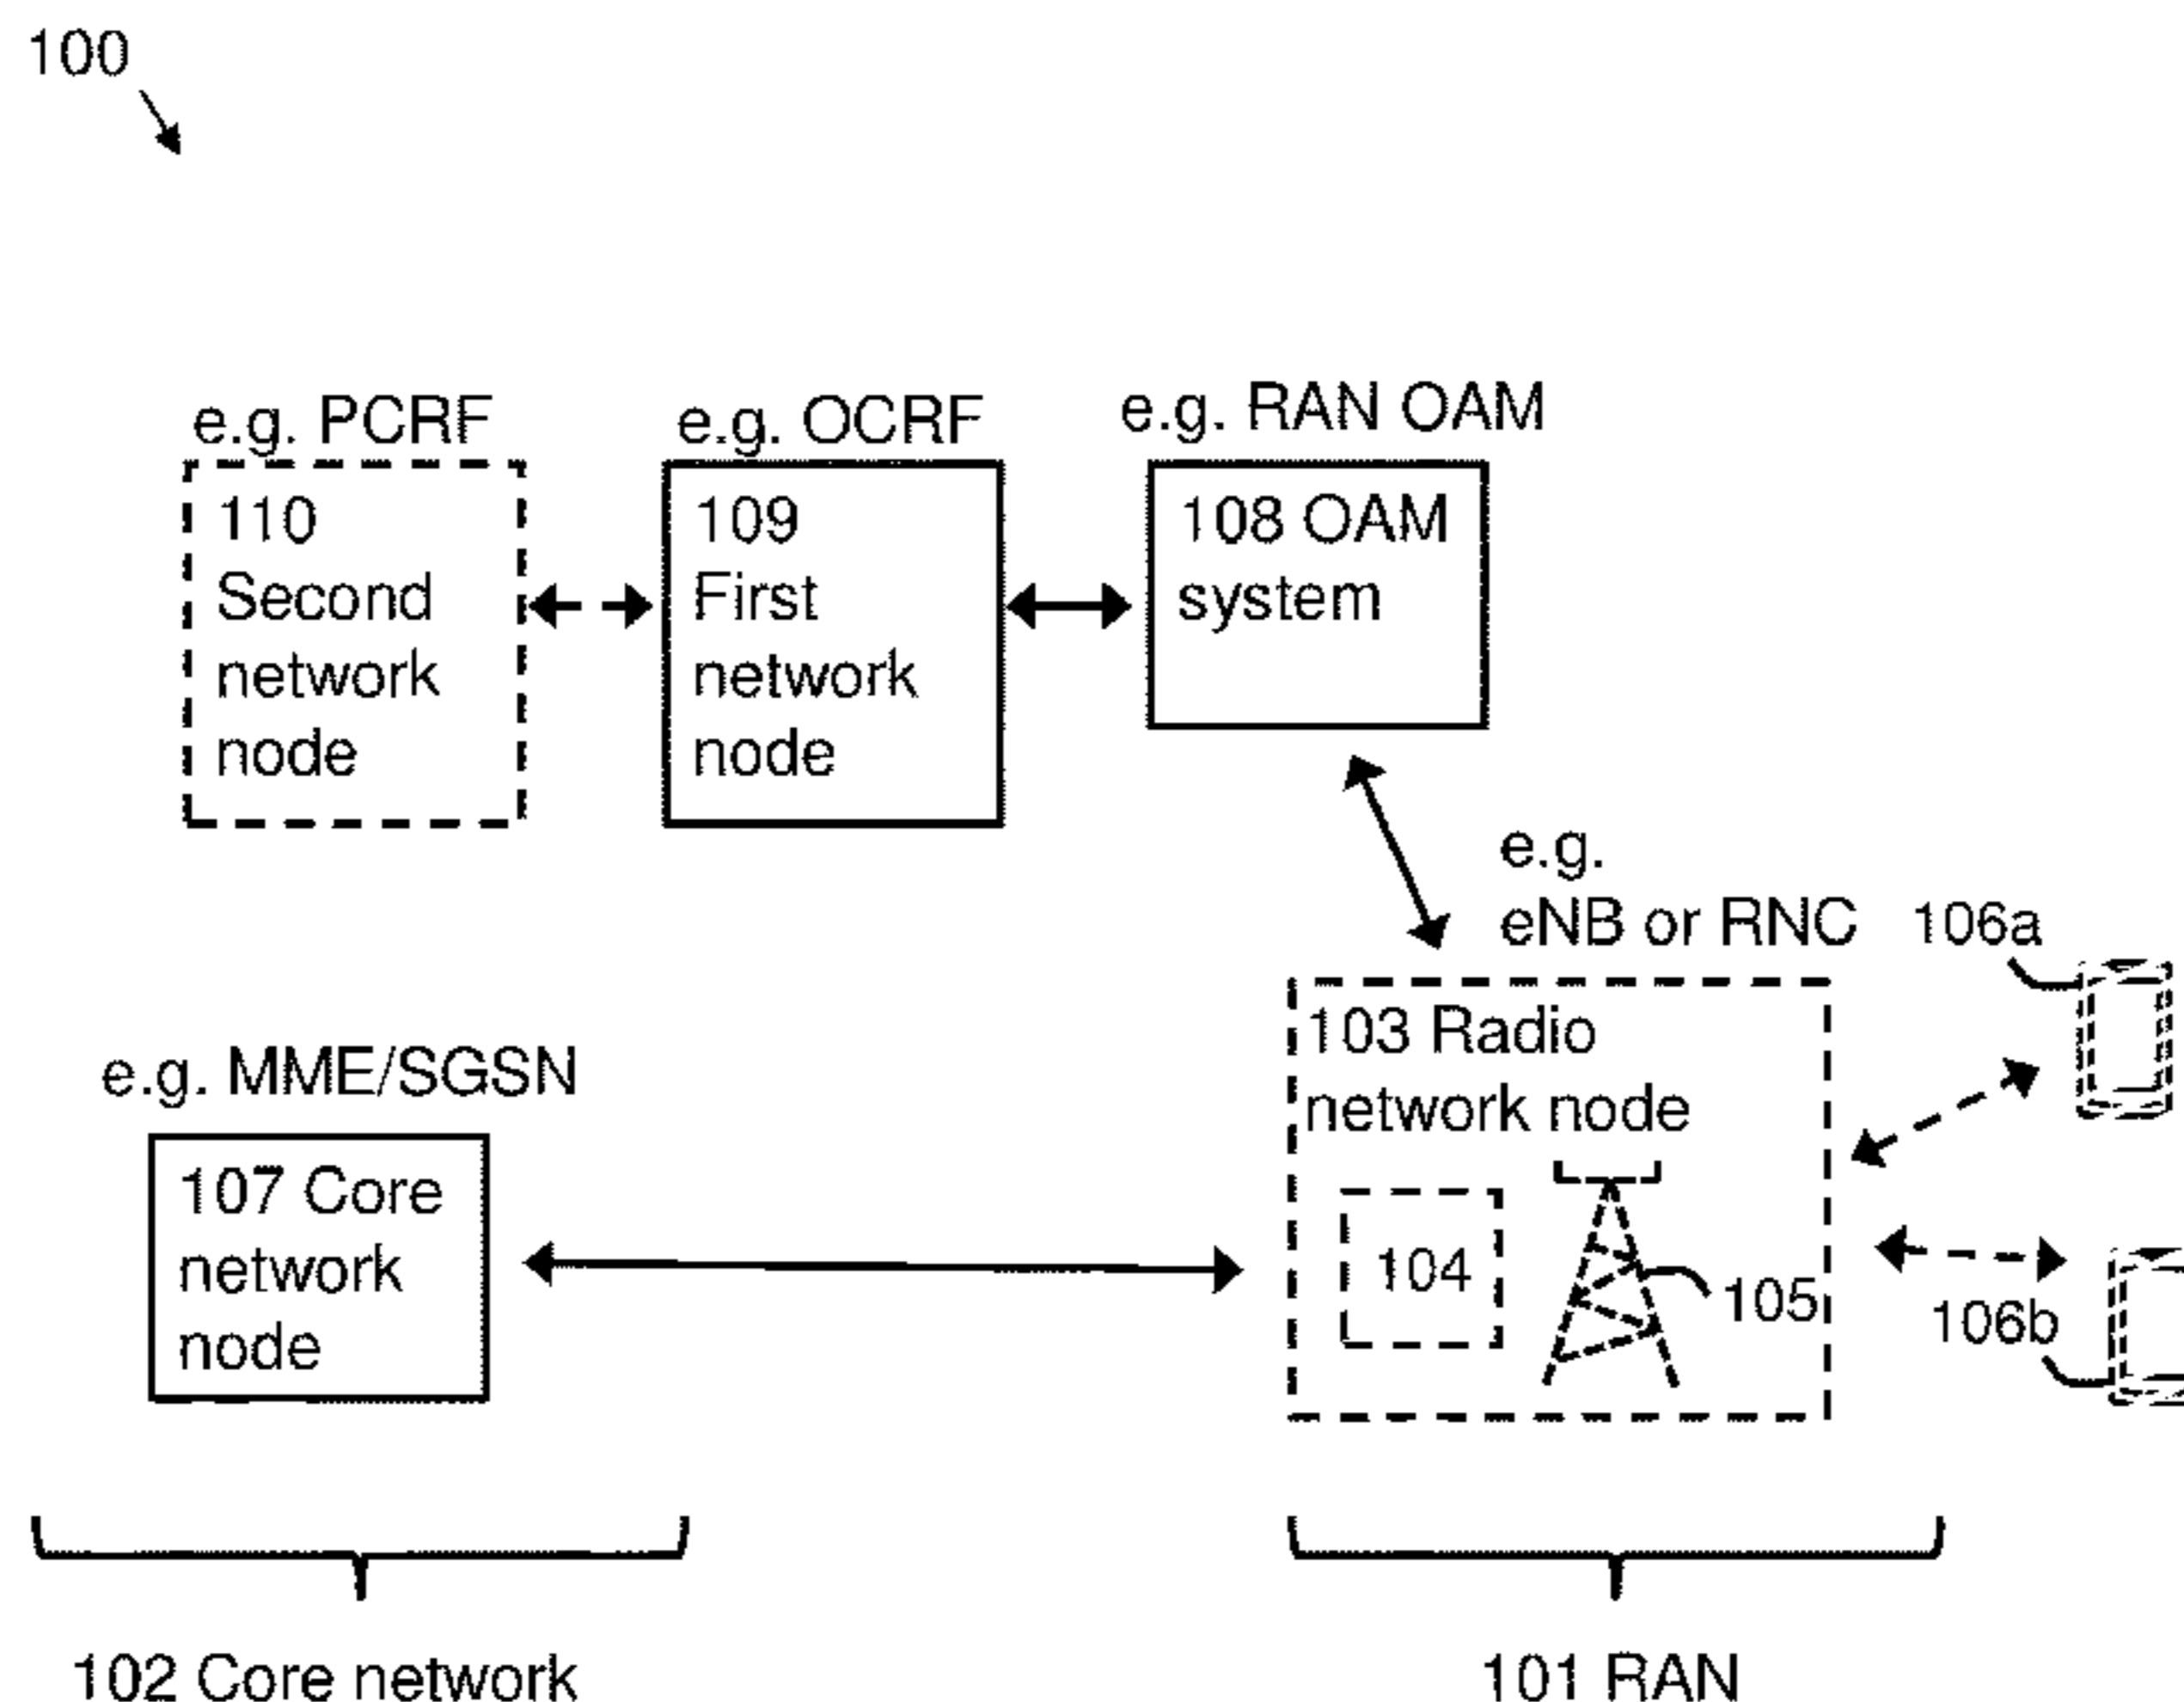 100
e.g. PCRF
110
Second
network
node
e.g. OCRF
109
First
network
node
e.g. RAN OAM
108 OAM
system
e.g.
eNB or RNC
103 Radio
network node
104
105
106a
106b
e.g. MME/SGSN
107 Core
network
node
102 Core network
101 RAN